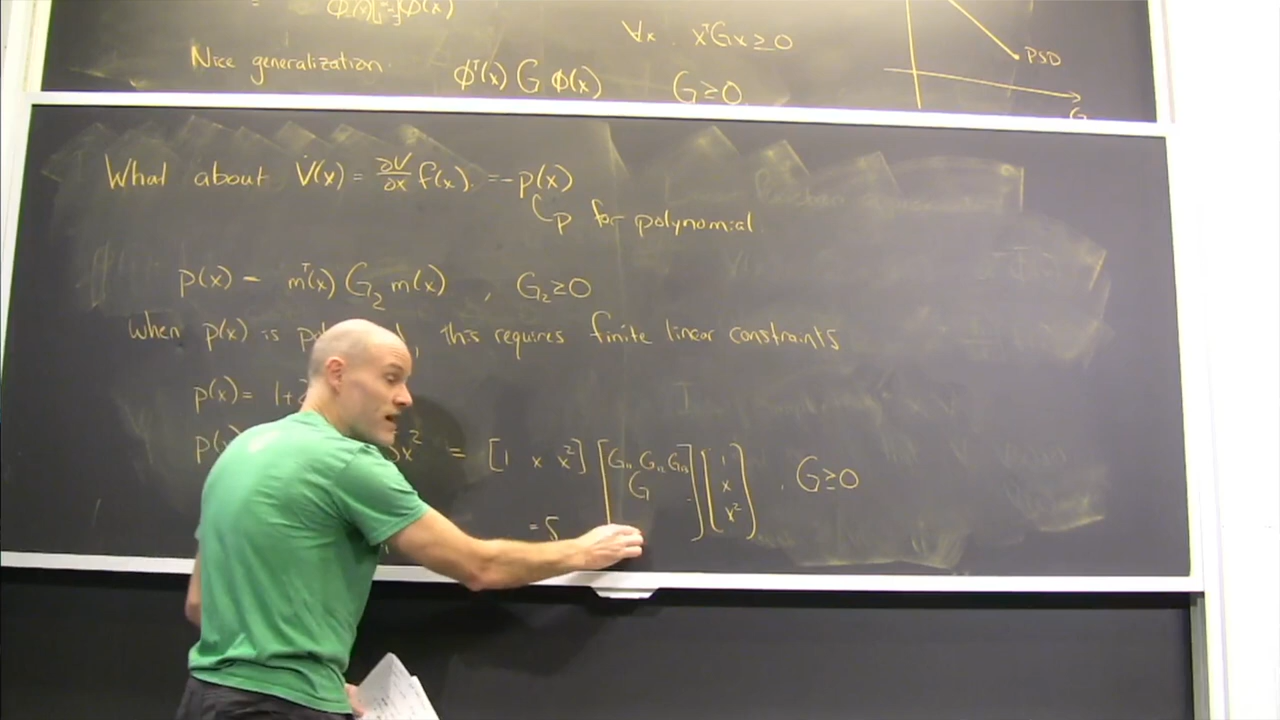 = φ(x)[-]φ(x)
∀x xᵀGx ≥ 0
PSD
Nice generalization φᵀ(x) G φ(x) G ≥ 0
G
What about V̇(x) = ∂V/∂x f(x). = -p(x)
p for polynomial
p(x) = mᵀ(x) G₂ m(x) , G₂ ≥ 0
when p(x) is , this requires finite linear constraints
p(x) = 1+
x² = [1 x x²] [G₁₁ G₁₂ G₁₃ G] [1 x x²] , G ≥ 0
= 5